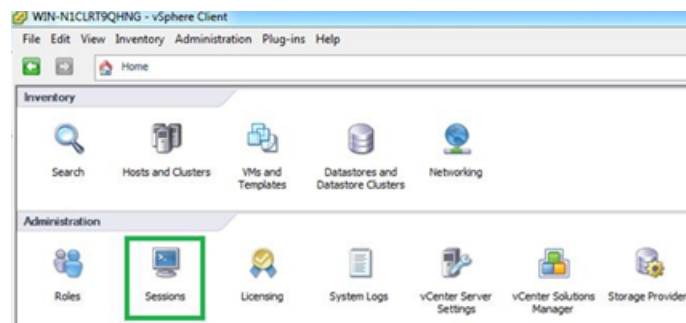 WIN-N1CLRT9QHNG - vSphere Client
File Edit View Inventory Administration Plug-ins Help
Home
Inventory
Search Hosts and Clusters VMs and Templates Datastores and Datastore Clusters Networking
Administration
Roles Sessions Licensing System Logs vCenter Server Settings vCenter Solutions Manager Storage Provider